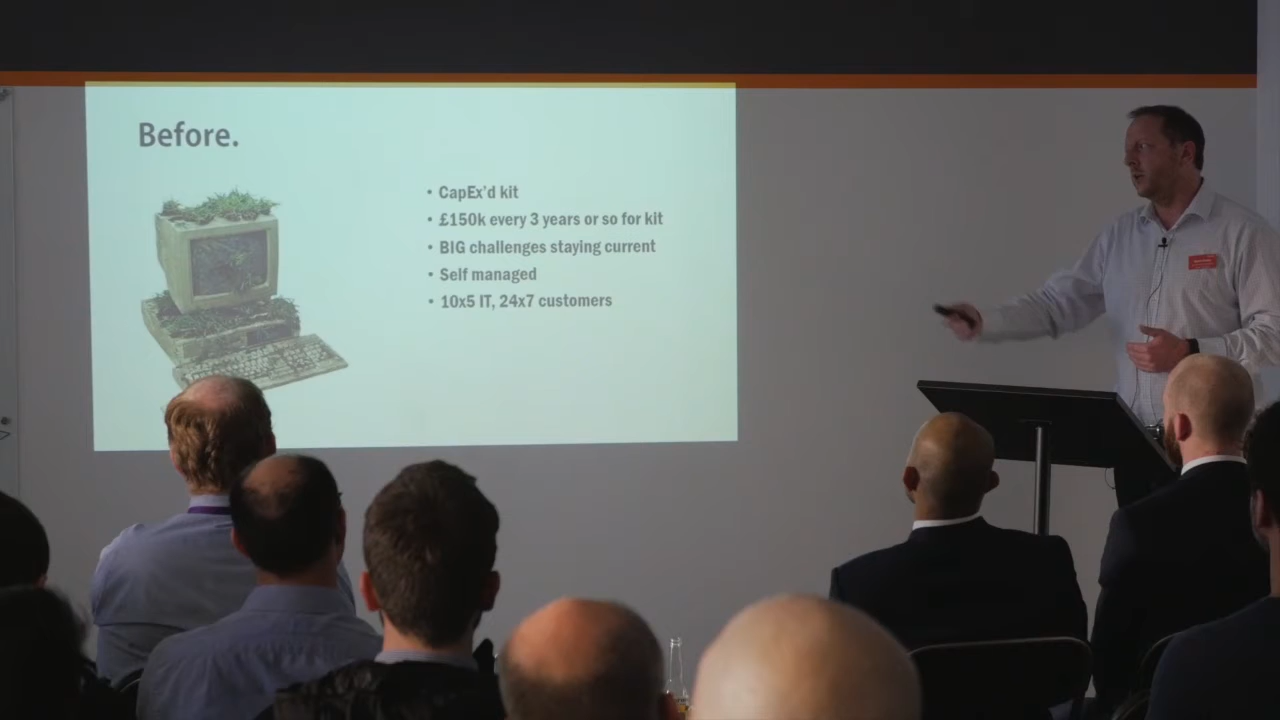 Before.
• CapEx'd kit
• £150k every 3 years or so for kit
• BIG challenges staying current
• Self managed
• 10x5 IT, 24x7 customers